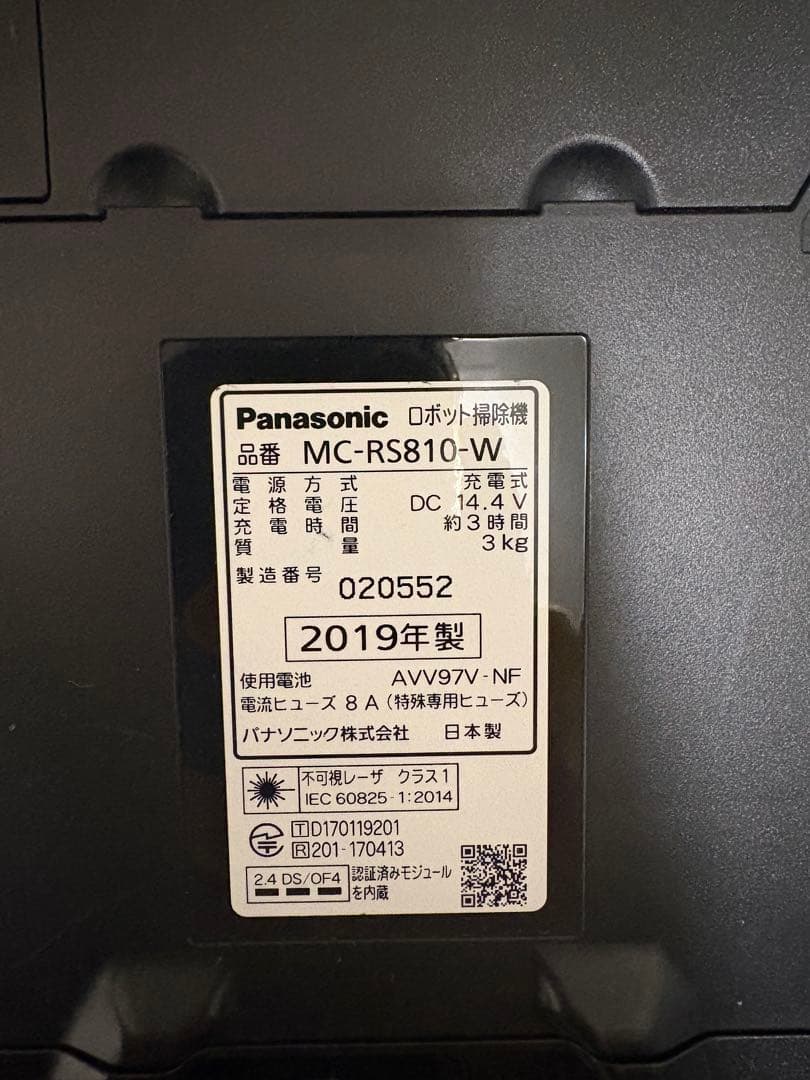 Panasonic ロボット掃除機
品番 MC-RS810-W
電源方式 充電式
定格電圧 DC 14.4 V
充電時間 約3時間
質量 3 kg
製造番号 020552
2019年製
使用電池 AVV97V-NF
電流ヒューズ 8 A (特殊専用ヒューズ)
パナソニック株式会社 日本製
不可視レーザ クラス1
IEC 60825-1:2014
T D170119201
R 201-170413
2.4 DS/OF4 認証済みモジュール
を内蔵